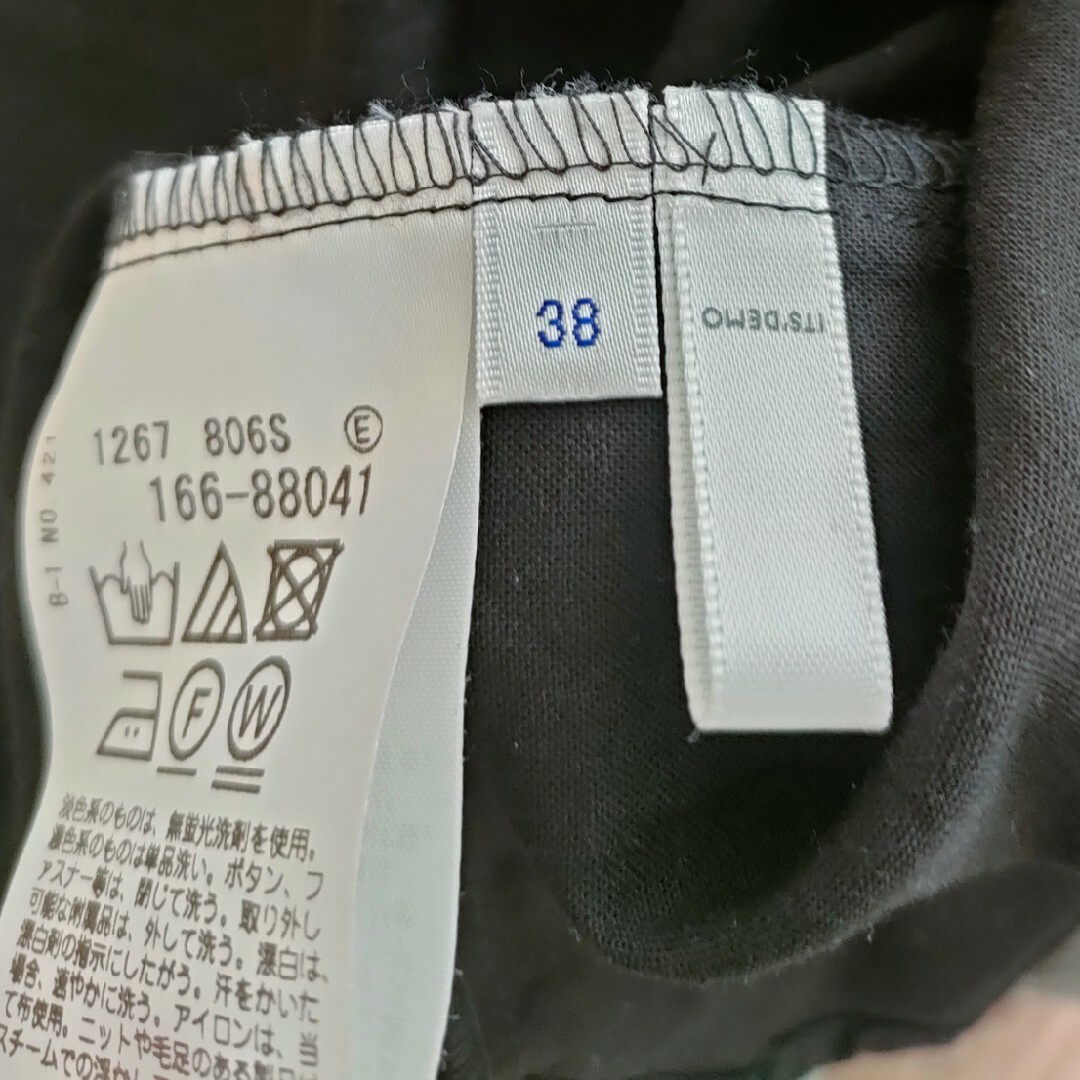 38
ITS'DEMO
1267 806S Ⓔ
166-88041
B-1 NO.421
F
W
淡色系のものは、無蛍光洗剤を使用。
濃色系のものは単品洗い。ボタン、フ
ァスナー等は、閉じて洗う。取り外し
可能な附属品は、外して洗う。漂白は、
漂白剤の指示にしたがう。汗をかいた
場合、速やかに洗う。アイロンは、当
て布使用。ニットや毛足のある製
スチームでの浮かし